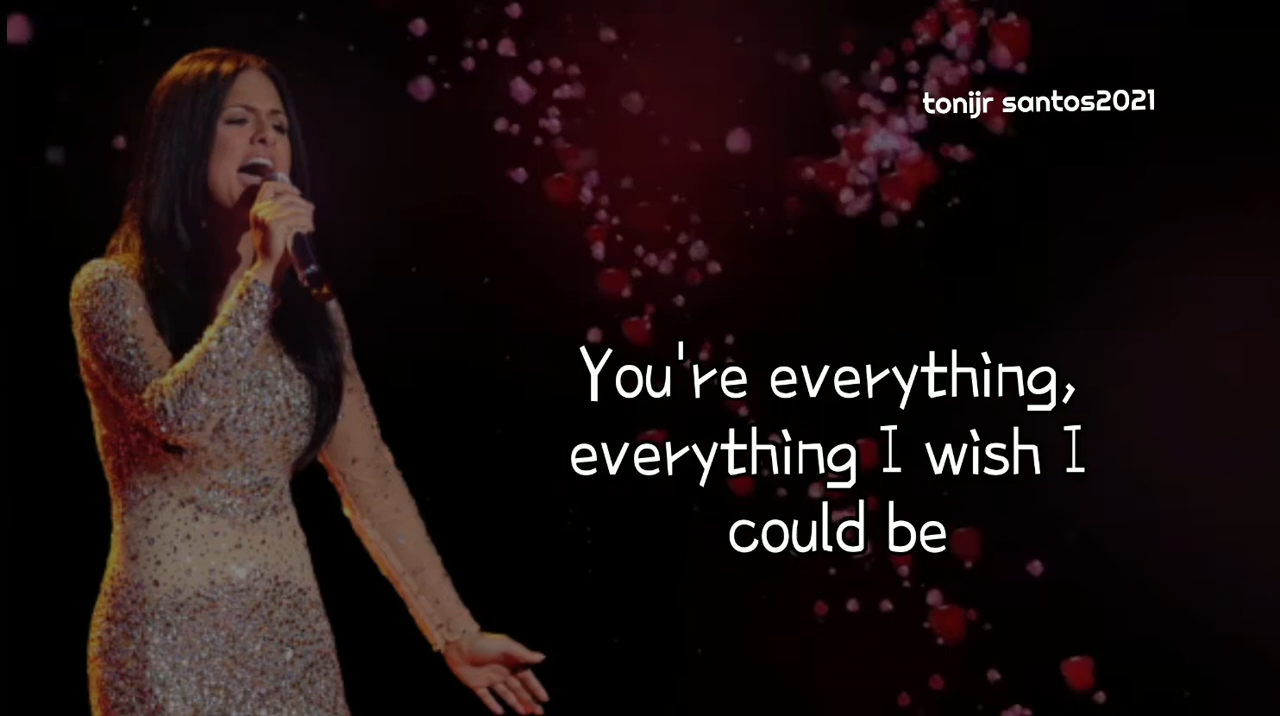 tonijr santos2021
You're everything,
everything I wish I
could be